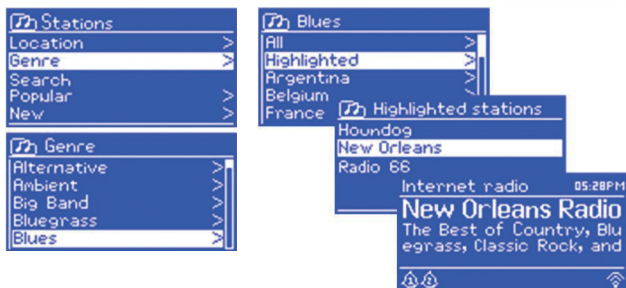 Stations
Location >
Genre >
Search
Popular >
New >
Genre
Alternative >
Ambient >
Big Band >
Bluegrass >
Blues >
Blues
All >
Highlighted >
Argentina >
Belgium
France
Highlighted stations
Houndog
New Orleans
Radio 66
Internet radio 05:28PM
New Orleans Radio
The Best of Country, Blu
egrass, Classic Rock, and
1 2